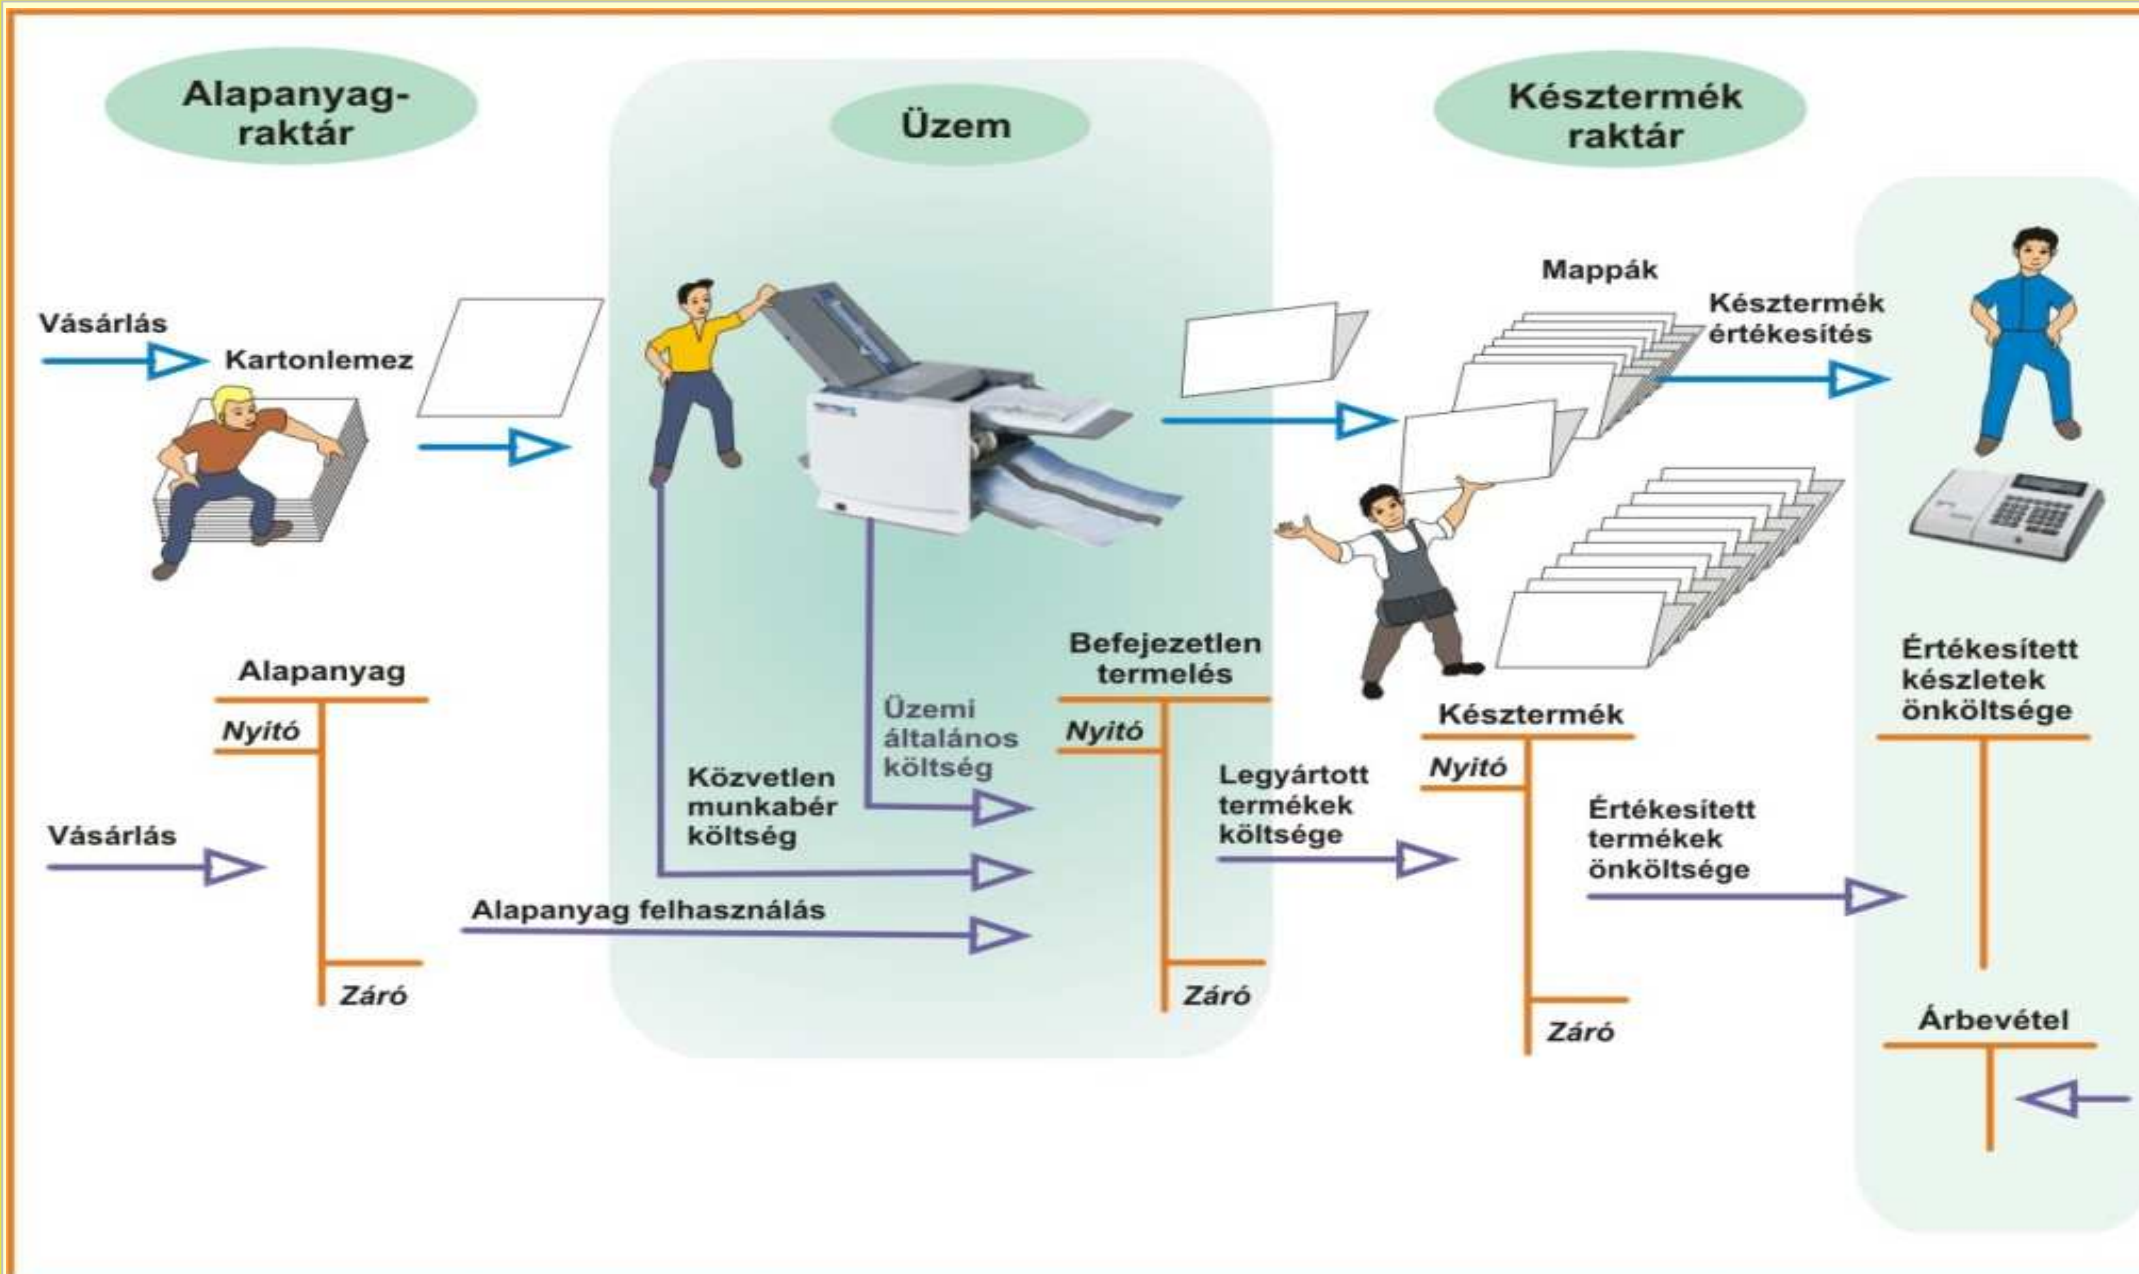 Alapanyag-
raktár
Üzem
Késztermék
raktár
Vásárlás
Kartonlemez
Mappák
Késztermék
értékesítés
Alapanyag
Nyitó
Vásárlás
Záró
Közvetlen
munkabér
költség
Üzemi
általános
költség
Alapanyag felhasználás
Befejezetlen
termelés
Nyitó
Záró
Legyártott
termékek
költsége
Késztermék
Nyitó
Záró
Értékesített
termékek
önköltsége
Értékesített
készletek
önköltsége
Árbevétel